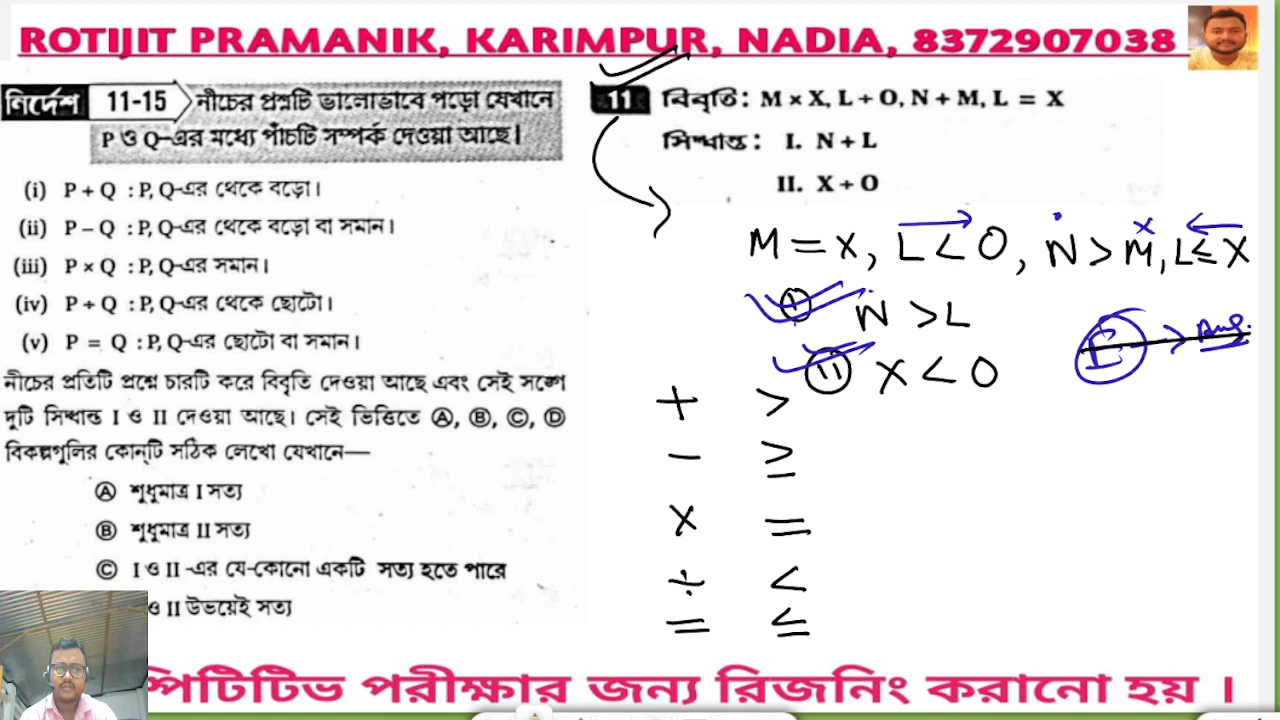 ROTIJIT PRAMANIK, KARIMPUR, NADIA, 8372907038
নির্দেশ 11-15 নীচের প্রশ্নটি ভালোভাবে পড়ো যেখানে
P ও Q-এর মধ্যে পাঁচটি সম্পর্ক দেওয়া আছে।
(i) P + Q : P, Q-এর থেকে বড়ো।
(ii) P − Q : P, Q-এর থেকে বড়ো বা সমান।
(iii) P × Q : P, Q-এর সমান।
(iv) P ÷ Q : P, Q-এর থেকে ছোটো।
(v) P = Q : P, Q-এর ছোটো বা সমান।
নীচের প্রতিটি প্রশ্নে চারটি করে বিবৃতি দেওয়া আছে এবং সেই সঙ্গে
দুটি সিদ্ধান্ত I ও II দেওয়া আছে। সেই ভিত্তিতে Ⓐ, Ⓑ, Ⓒ, Ⓓ
বিকল্পগুলির কোন্‌টি সঠিক লেখো যেখানে—
Ⓐ শুধুমাত্র I সত্য
Ⓑ শুধুমাত্র II সত্য
Ⓒ I ও II -এর যে-কোনো একটি সত্য হতে পারে
ও II উভয়েই সত্য
11 বিবৃতি: M × X, L ÷ O, N + M, L = X
সিদ্ধান্ত: I. N + L
II. X ÷ O
M = X, L < O, N > M, L ≤ X
I N > L
II X < O
+ >
− ≥
× =
÷ <
= ≤
> Ans.
পিটিটিভ পরীক্ষার জন্য রিজনিং করানো হয় ।